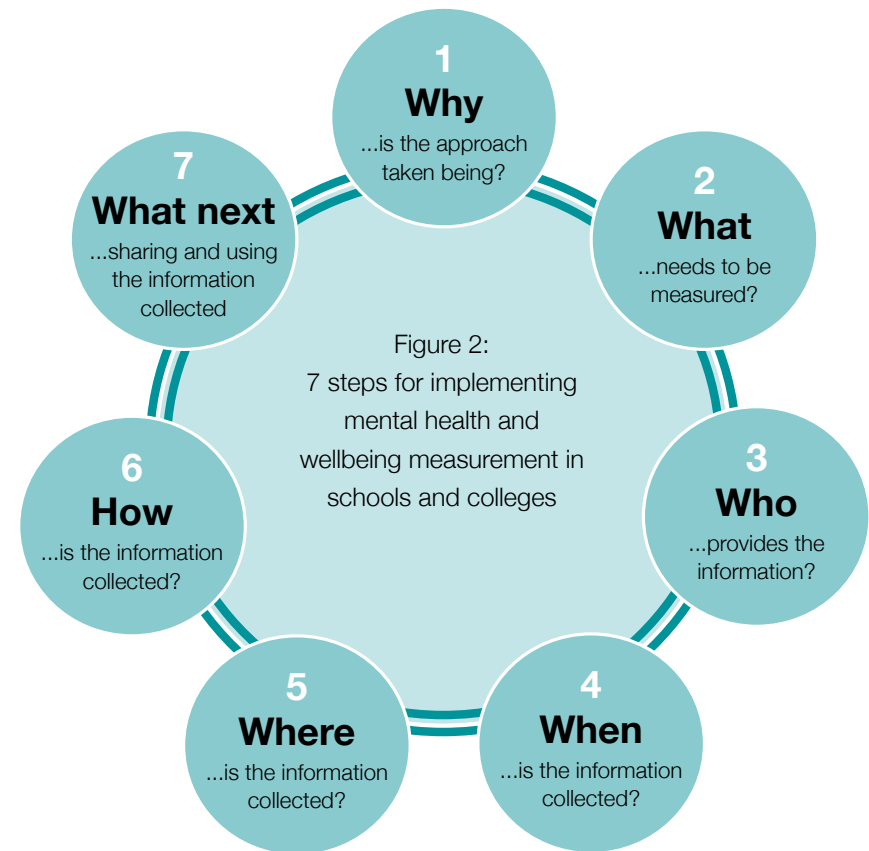 1
Why
...is the approach
taken being?
2
What
...needs to be
measured?
3
Who
...provides the
information?
4
When
...is the information
collected?
5
Where
...is the information
collected?
6
How
...is the information
collected?
7
What next
...sharing and using
the information
collected
Figure 2:
7 steps for implementing
mental health and
wellbeing measurement in
schools and colleges